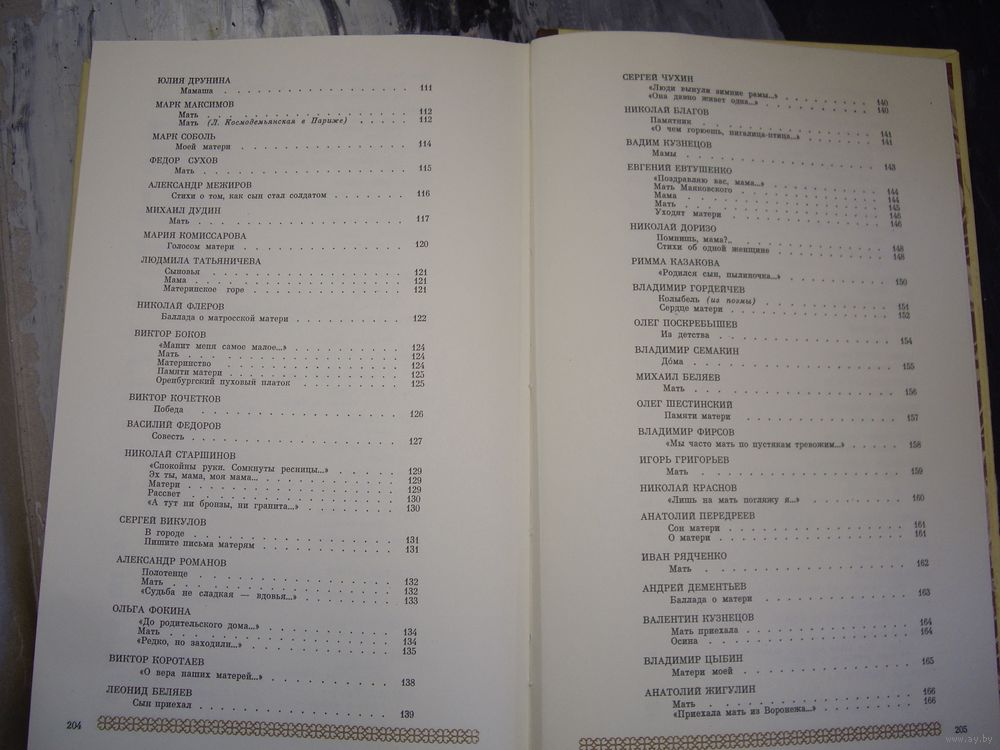 ЮЛИЯ ДРУНИНА
Мамаша . . . . . . . . . . . . . . 111
МАРК МАКСИМОВ
Мать . . . . . . . . . . . . . . 112
Мать (Л. Космодемьянская в Париже) . . . . . 112
МАРК СОБОЛЬ
Моей матери . . . . . . . . . . . . . . 114
ФЕДОР СУХОВ
Мать . . . . . . . . . . . . . . 115
АЛЕКСАНДР МЕЖИРОВ
Стихи о том, как сын стал солдатом . . . . . . . 116
МИХАИЛ ДУДИН
Мать . . . . . . . . . . . . . . 117
МАРИЯ КОМИССАРОВА
Голосом матери . . . . . . . . . . . . . . 120
ЛЮДМИЛА ТАТЬЯНИЧЕВА
Сыновья . . . . . . . . . . . . . . 121
Мама . . . . . . . . . . . . . . 121
Материнское горе . . . . . . . . . . . . . . 121
НИКОЛАЙ ФЛЕРОВ
Баллада о матросской матери . . . . . . . . . 122
ВИКТОР БОКОВ
«Манит меня самое малое...» . . . . . . . . . 124
Мать . . . . . . . . . . . . . . 124
Материнство . . . . . . . . . . . . . . 124
Памяти матери . . . . . . . . . . . . . . 125
Оренбургский пуховый платок . . . . . . . . . 125
ВИКТОР КОЧЕТКОВ
Победа . . . . . . . . . . . . . . 126
ВАСИЛИЙ ФЕДОРОВ
Совесть . . . . . . . . . . . . . . 127
НИКОЛАЙ СТАРШИНОВ
«Спокойны руки. Сомкнуты ресницы...» . . . . . . 129
Эх ты, мама, моя мама... . . . . . . . . . . 129
Матери . . . . . . . . . . . . . . 129
Рассвет . . . . . . . . . . . . . . 130
«А тут ни бронзы, ни гранита...» . . . . . . . . 130
СЕРГЕЙ ВИКУЛОВ
В городе . . . . . . . . . . . . . . 131
Пишите письма матерям . . . . . . . . . . . 131
АЛЕКСАНДР РОМАНОВ
Полотенце . . . . . . . . . . . . . . 132
Мать . . . . . . . . . . . . . . 132
«Судьба не сладкая — вдовья...» . . . . . . . . 133
ОЛЬГА ФОКИНА
«До родительского дома...» . . . . . . . . . . 134
Мать . . . . . . . . . . . . . . 134
«Редко, но заходили...» . . . . . . . . . . . 135
ВИКТОР КОРОТАЕВ
«О вера наших матерей...» . . . . . . . . . . 138
ЛЕОНИД БЕЛЯЕВ
Сын приехал . . . . . . . . . . . . . . 139
204
СЕРГЕЙ ЧУХИН
«Люди вынули зимние рамы...» . . . . . . . . 140
«Она давно живет одна...» . . . . . . . . . . 140
НИКОЛАЙ БЛАГОВ
Памятник . . . . . . . . . . . . . . 141
«О чем горюешь, пигалица-птица...» . . . . . . . 141
ВАДИМ КУЗНЕЦОВ
Мамы . . . . . . . . . . . . . . 143
ЕВГЕНИЙ ЕВТУШЕНКО
«Поздравляю вас, мама...» . . . . . . . . . . 144
Мать Маяковского . . . . . . . . . . . . . 144
Мама . . . . . . . . . . . . . . 145
Мать . . . . . . . . . . . . . . 146
Уходят матери . . . . . . . . . . . . . . 146
НИКОЛАЙ ДОРИЗО
Помнишь, мама?.. . . . . . . . . . . . . . 148
Стихи об одной женщине . . . . . . . . . . . 148
РИММА КАЗАКОВА
«Родился сын, пылиночка...» . . . . . . . . . 150
ВЛАДИМИР ГОРДЕЙЧЕВ
Колыбель (из поэмы) . . . . . . . . . . . . 151
Сердце матери . . . . . . . . . . . . . . 152
ОЛЕГ ПОСКРЕБЫШЕВ
Из детства . . . . . . . . . . . . . . 154
ВЛАДИМИР СЕМАКИН
Дóма . . . . . . . . . . . . . . 155
МИХАИЛ БЕЛЯЕВ
Мать . . . . . . . . . . . . . . 156
ОЛЕГ ШЕСТИНСКИЙ
Памяти матери . . . . . . . . . . . . . . 157
ВЛАДИМИР ФИРСОВ
«Мы часто мать по пустякам тревожим...» . . . . . 158
ИГОРЬ ГРИГОРЬЕВ
Мать . . . . . . . . . . . . . . 159
НИКОЛАЙ КРАСНОВ
«Лишь на мать погляжу я...» . . . . . . . . . 160
АНАТОЛИЙ ПЕРЕДРЕЕВ
Сон матери . . . . . . . . . . . . . . 161
О матери . . . . . . . . . . . . . . 161
ИВАН РЯДЧЕНКО
Мать . . . . . . . . . . . . . . 162
АНДРЕЙ ДЕМЕНТЬЕВ
Баллада о матери . . . . . . . . . . . . . 163
ВАЛЕНТИН КУЗНЕЦОВ
Мать приехала . . . . . . . . . . . . . . 164
Осина . . . . . . . . . . . . . . 164
ВЛАДИМИР ЦЫБИН
Матери моей . . . . . . . . . . . . . . 165
АНАТОЛИЙ ЖИГУЛИН
Мать . . . . . . . . . . . . . . 166
«Приехала мать из Воронежа...» . . . . . . . . 166
205
www.ay.by